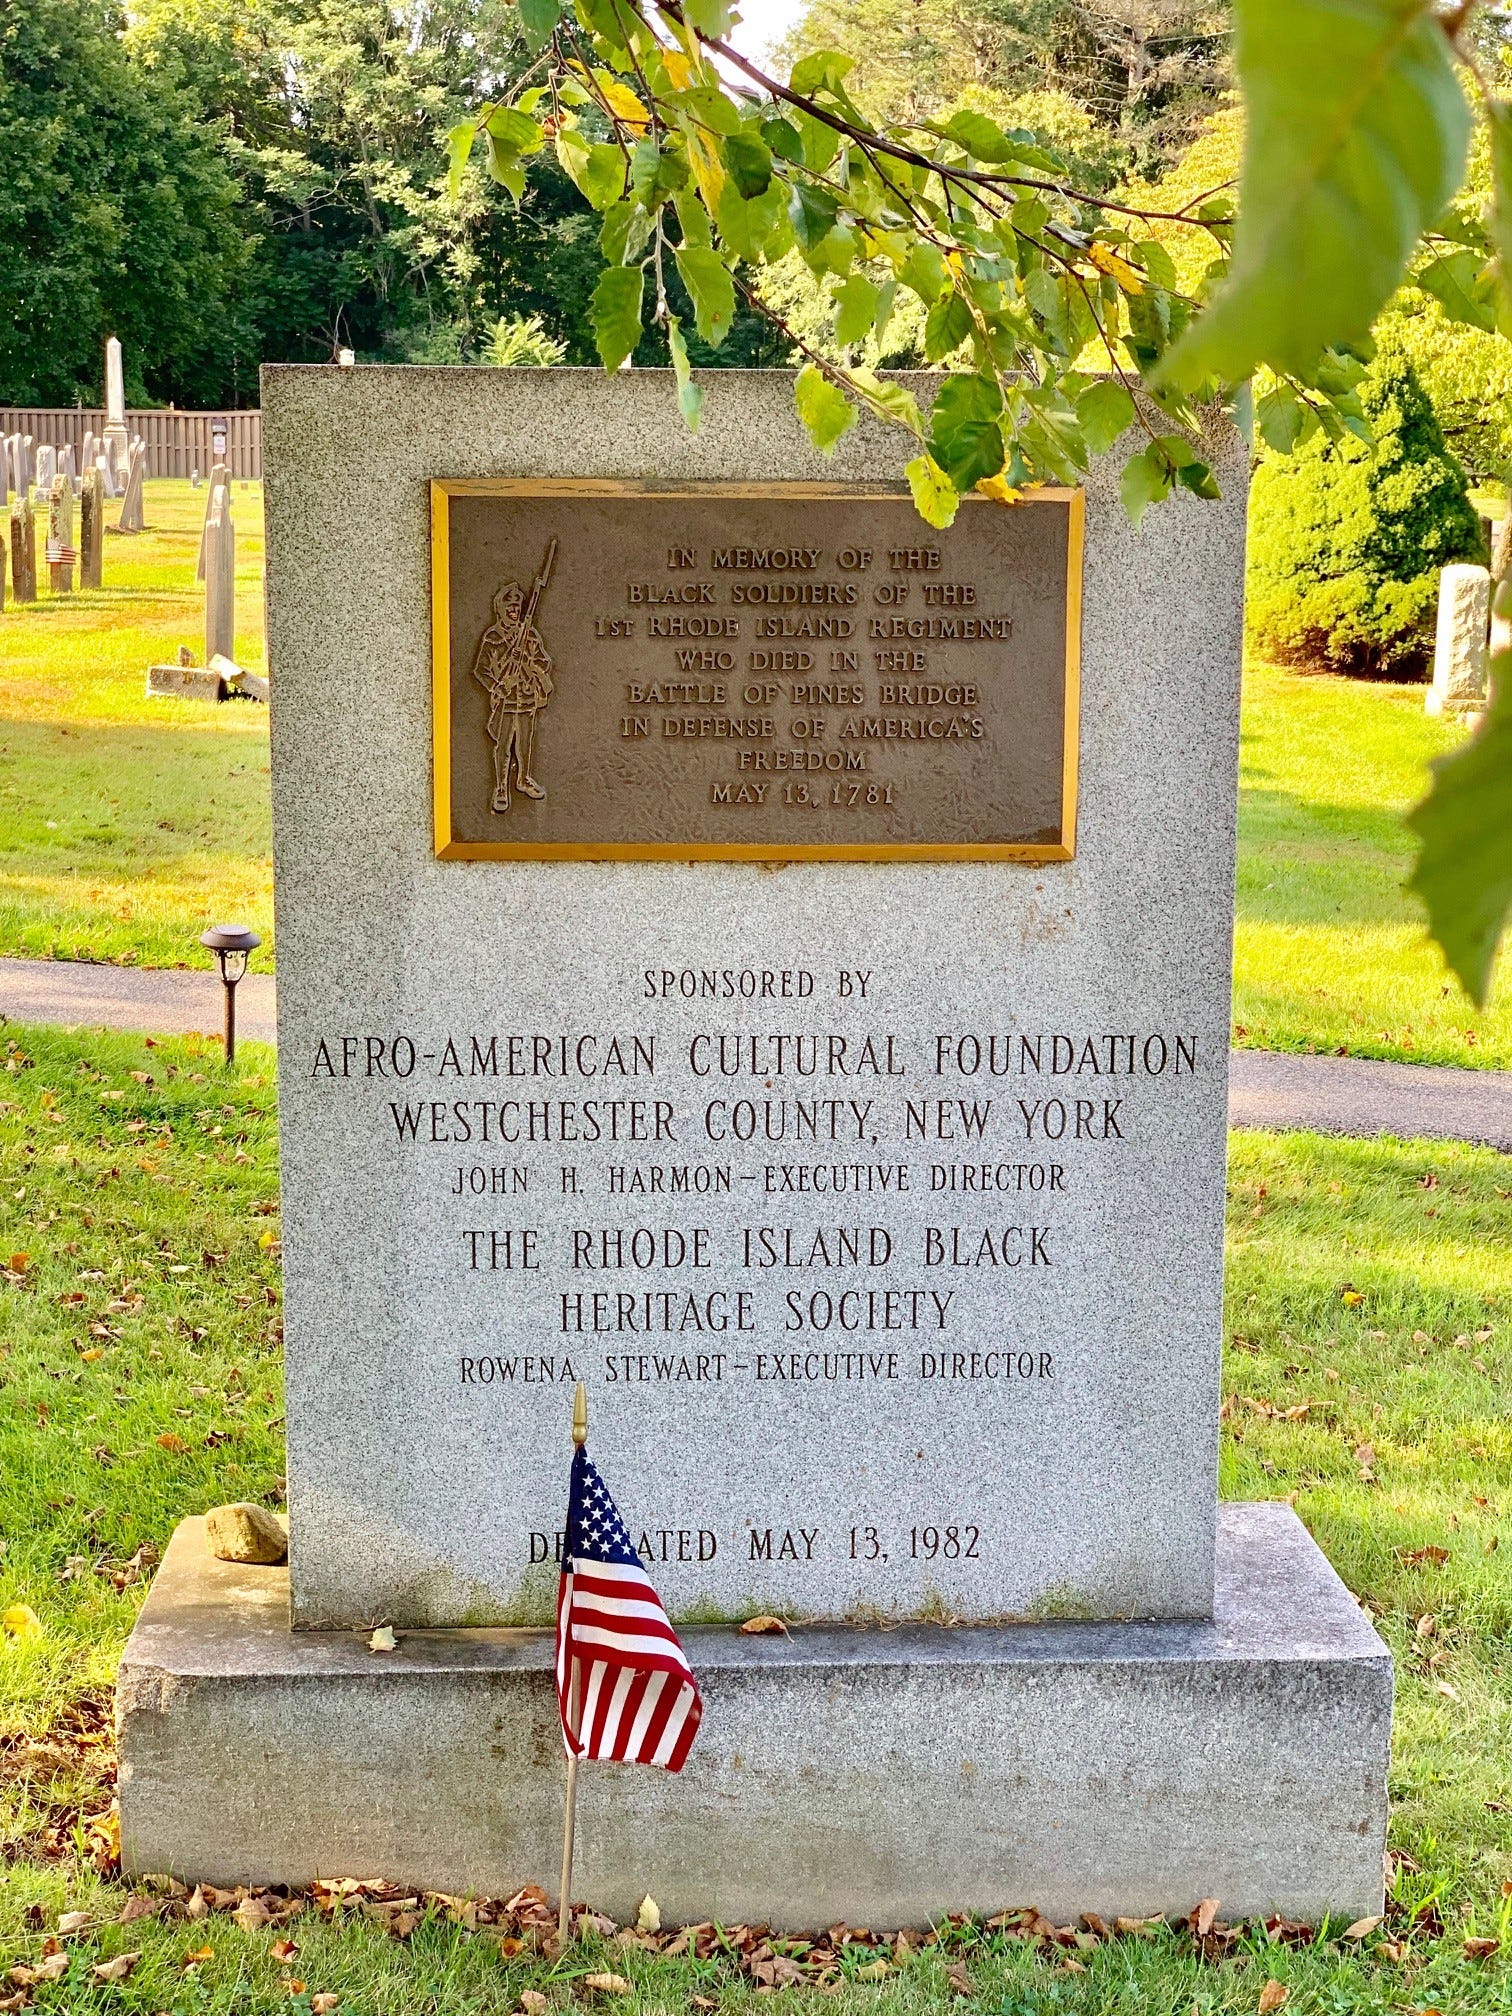 IN MEMORY OF THE
BLACK SOLDIERS OF THE
1ST RHODE ISLAND REGIMENT
WHO DIED IN THE
BATTLE OF PINES BRIDGE
IN DEFENSE OF AMERICA'S
FREEDOM
MAY 13, 1781
SPONSORED BY
AFRO-AMERICAN CULTURAL FOUNDATION
WESTCHESTER COUNTY, NEW YORK
JOHN H. HARMON-EXECUTIVE DIRECTOR
THE RHODE ISLAND BLACK
HERITAGE SOCIETY
ROWENA STEWART-EXECUTIVE DIRECTOR
MAY 13, 1982